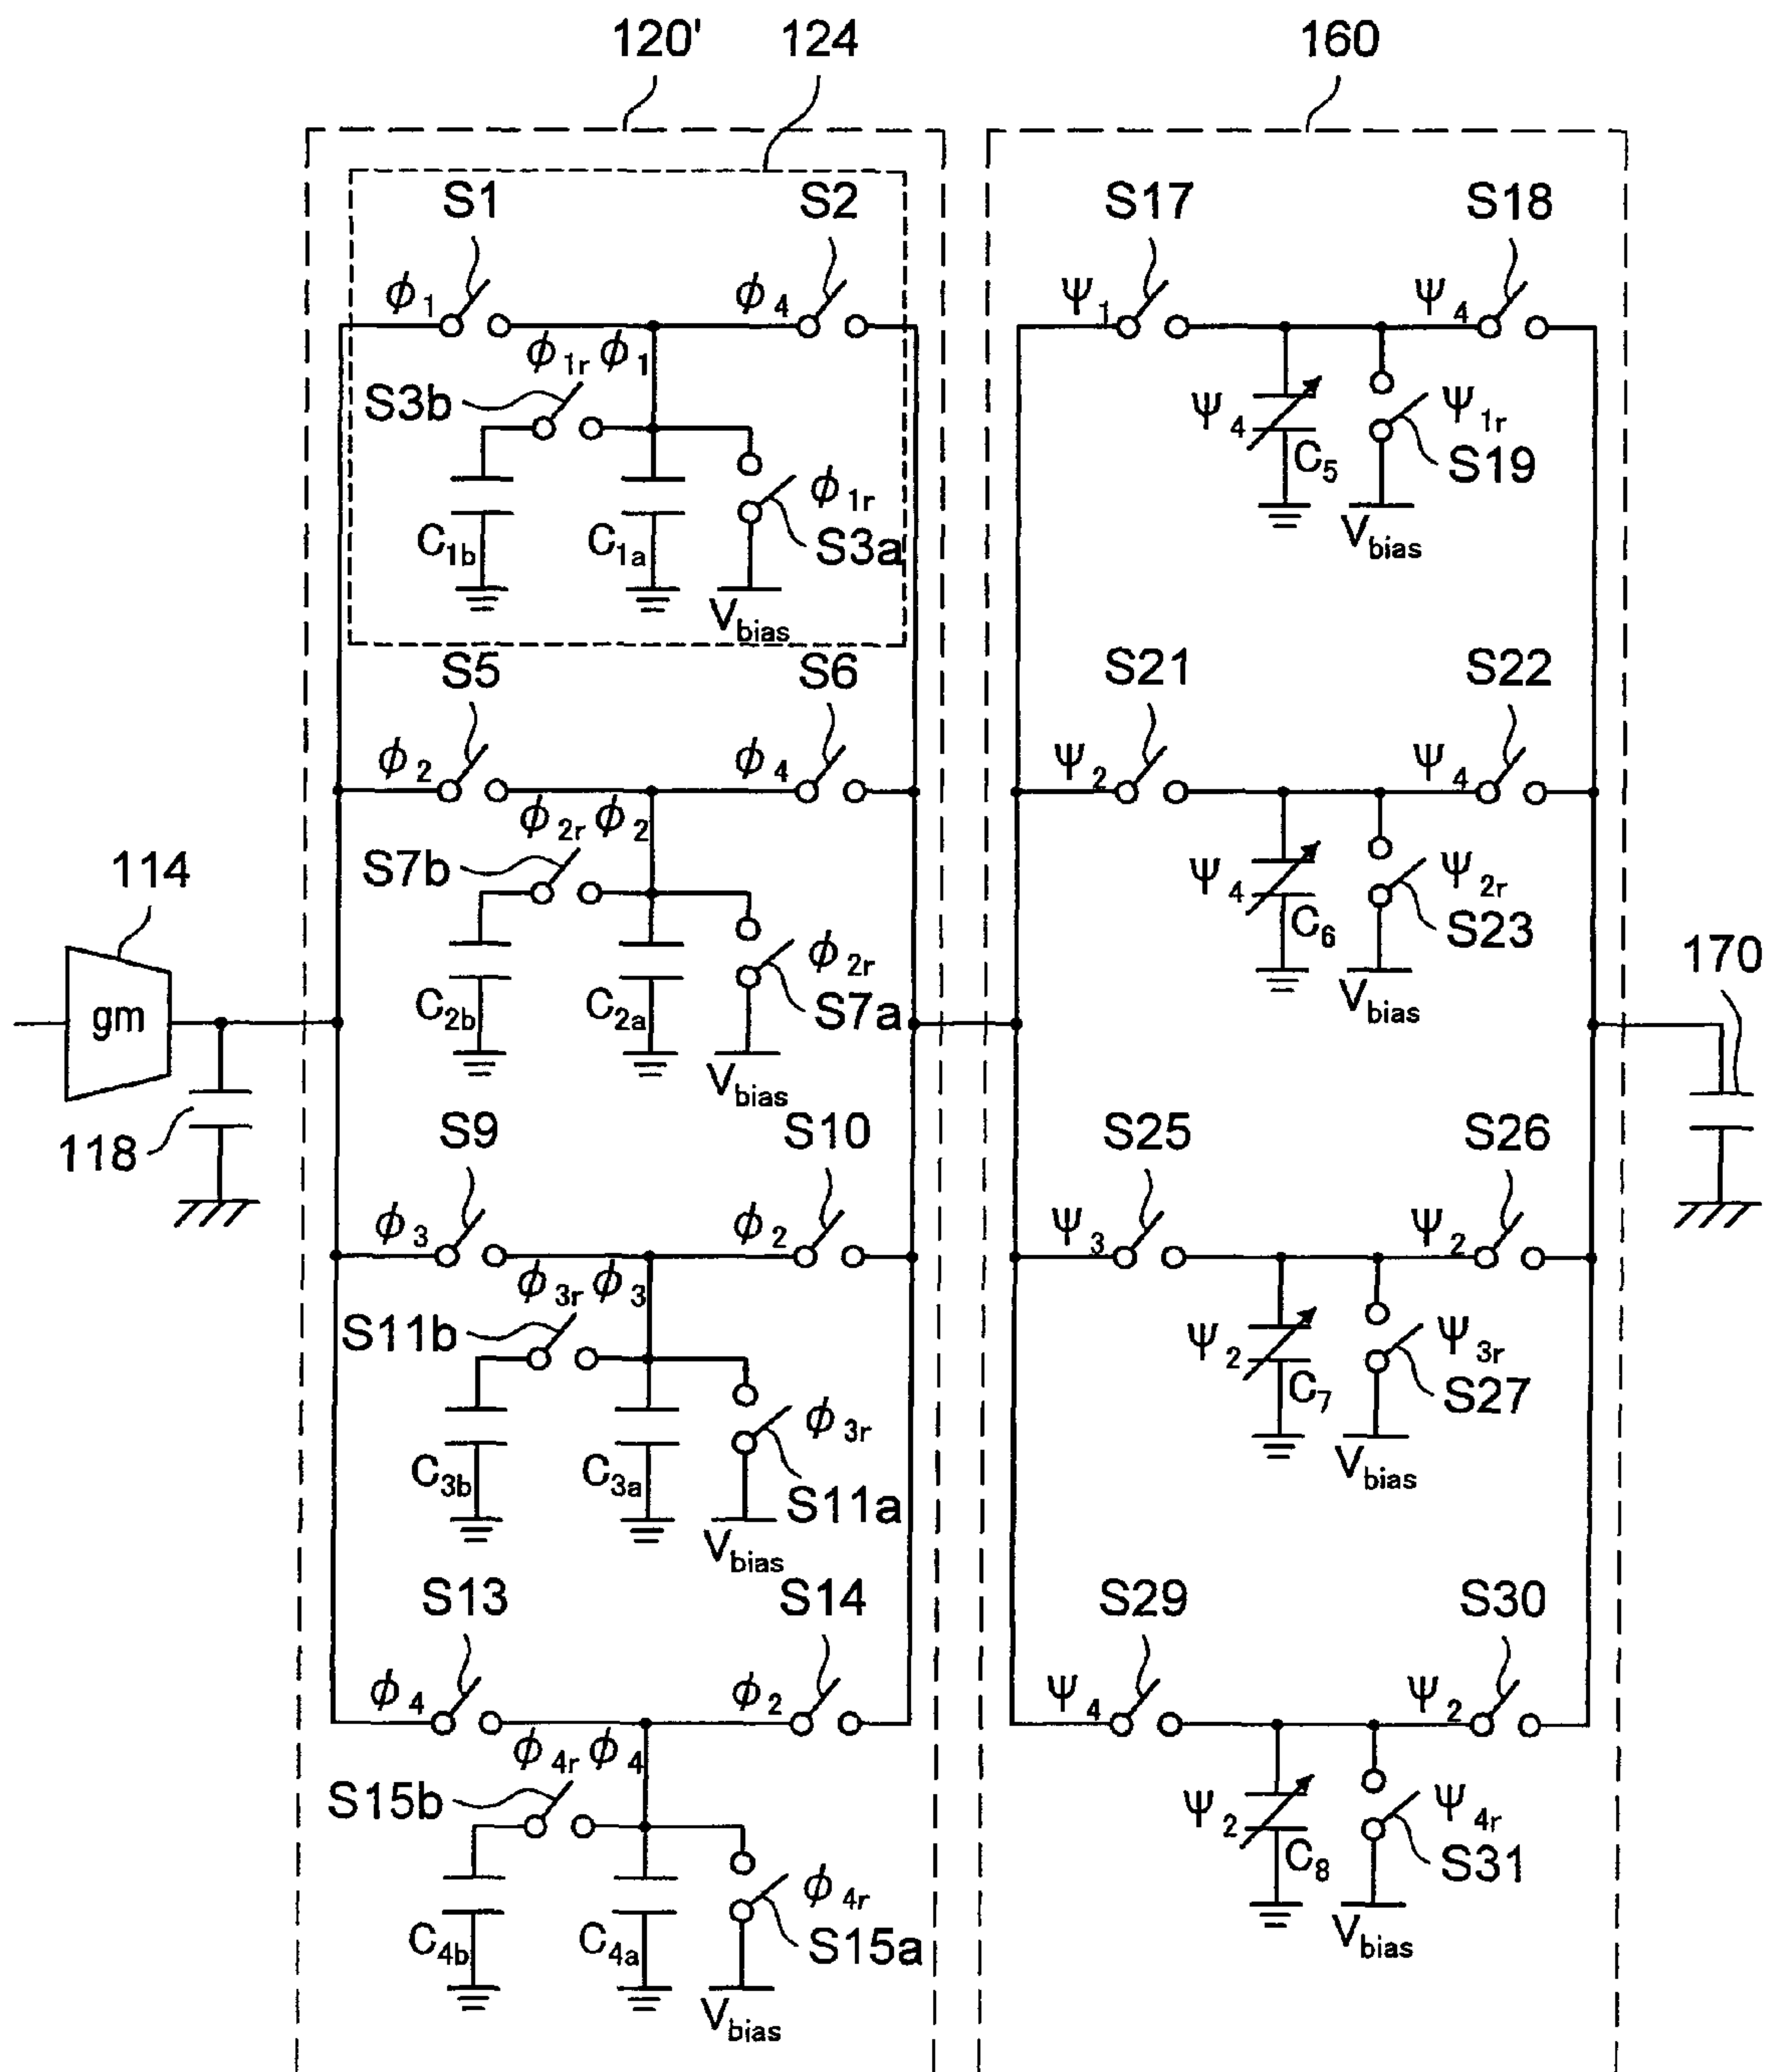 120' 124 160
S1 S2 S17 S18
ϕ1 ϕ4 Ψ1 Ψ4
ϕ1r ϕ1
S3b Ψ4 Ψ1r
C5 S19
ϕ1r
C1b C1a S3a Vbias
Vbias
S5 S6 S21 S22
ϕ2 ϕ4 Ψ2 Ψ4
ϕ2r ϕ2
S7b Ψ4 Ψ2r
114 C6 S23
ϕ2r 170
gm C2b C2a S7a Vbias
Vbias
118 S9 S10 S25 S26
ϕ3 ϕ2 Ψ3 Ψ2
ϕ3r ϕ3
S11b Ψ2 Ψ3r
C7 S27
ϕ3r
C3b C3a S11a Vbias
Vbias
S13 S14 S29 S30
ϕ4 ϕ2 Ψ4 Ψ2
ϕ4r ϕ4
S15b Ψ2 Ψ4r
C8 S31
ϕ4r
C4b C4a S15a Vbias
Vbias